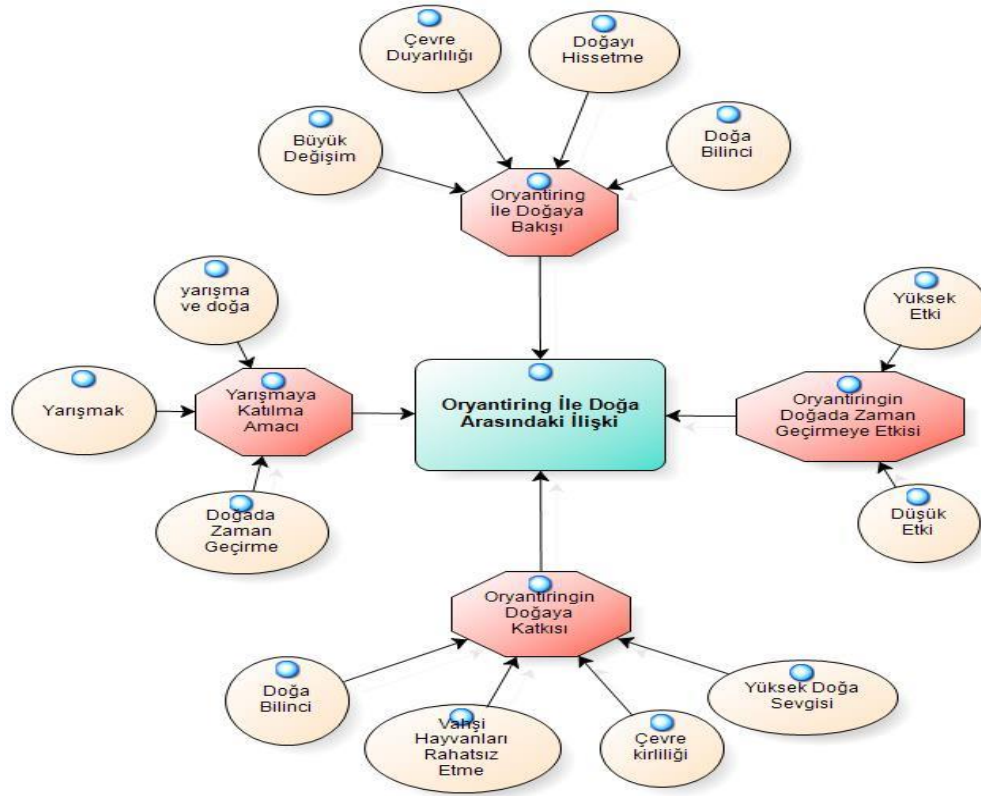 Çevre
Duyarlılığı
Doğayı
Hissetme
Büyük
Değişim
Doğa
Bilinci
Oryantiring
İle Doğaya
Bakışı
yarışma
ve doğa
Yüksek
Etki
Yarışmak
Yarışmaya
Katılma
Amacı
Oryantiring İle Doğa
Arasındaki İlişki
Oryantiringin
Doğada Zaman
Geçirmeye Etkisi
Doğada
Zaman
Geçirme
Düşük
Etki
Oryantiringin
Doğaya
Katkısı
Doğa
Bilinci
Vahşi
Hayvanları
Rahatsız
Etme
Çevre
kirliliği
Yüksek Doğa
Sevgisi